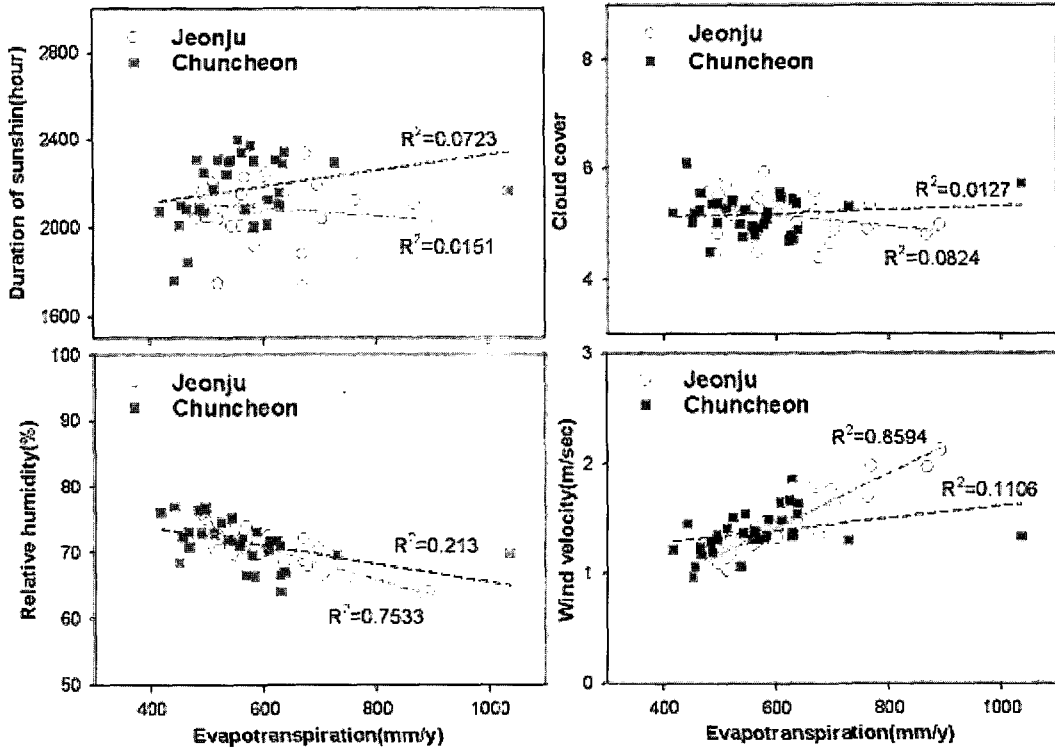 Duration of sunshin(hour)
2800
2400
2000
1600
Jeonju
Chuncheon
R²=0.0723
R²=0.0151
Cloud cover
8
6
4
Jeonju
Chuncheon
R²=0.0127
R²=0.0824
Relative humidity(%)
100
90
80
70
60
50
Jeonju
Chuncheon
R²=0.213
R²=0.7533
400 600 800 1000
Evapotranspiration(mm/y)
Wind velocity(m/sec)
3
2
1
0
Jeonju
Chuncheon
R²=0.8594
R²=0.1106
400 600 800 1000
Evapotranspiration(mm/y)